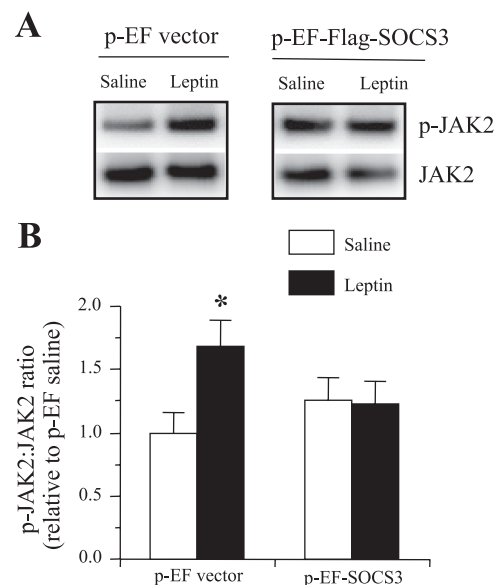 A
p-EF vector
p-EF-Flag-SOCS3
Saline
Leptin
Saline
Leptin
p-JAK2
JAK2
B
Saline
Leptin
p-JAK2:JAK2 ratio
(relative to p-EF saline)
2.0
1.5
1.0
0.5
0.0
*
p-EF vector
p-EF-SOCS3